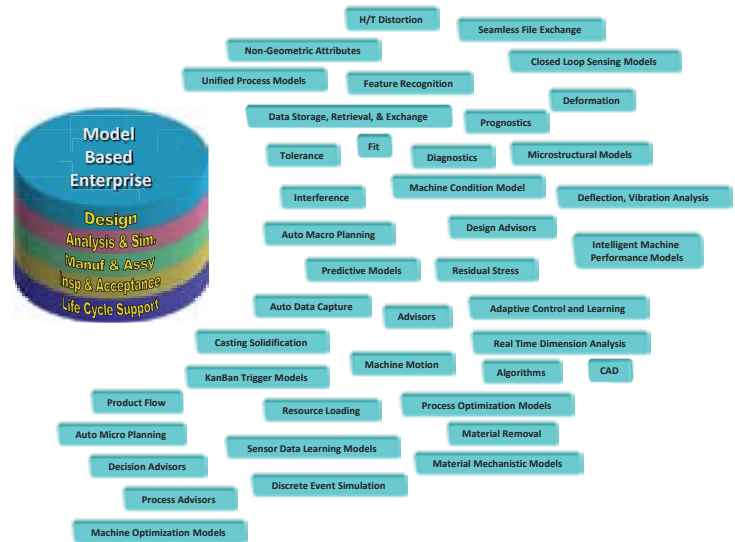 H/T Distortion
Seamless File Exchange
Non-Geometric Attributes
Closed Loop Sensing Models
Unified Process Models
Feature Recognition
Deformation
Data Storage, Retrieval, & Exchange
Prognostics
Model
Based
Enterprise
Fit
Tolerance
Diagnostics
Microstructural Models
Interference
Machine Condition Model
Deflection, Vibration Analysis
Design
Analysis & Sim.
Manuf & Assy
Insp & Acceptance
Life Cycle Support
Auto Macro Planning
Design Advisors
Intelligent Machine
Performance Models
Predictive Models
Residual Stress
Auto Data Capture
Advisors
Adaptive Control and Learning
Casting Solidification
Real Time Dimension Analysis
Machine Motion
Algorithms
CAD
KanBan Trigger Models
Product Flow
Resource Loading
Process Optimization Models
Auto Micro Planning
Material Removal
Sensor Data Learning Models
Decision Advisors
Material Mechanistic Models
Discrete Event Simulation
Process Advisors
Machine Optimization Models